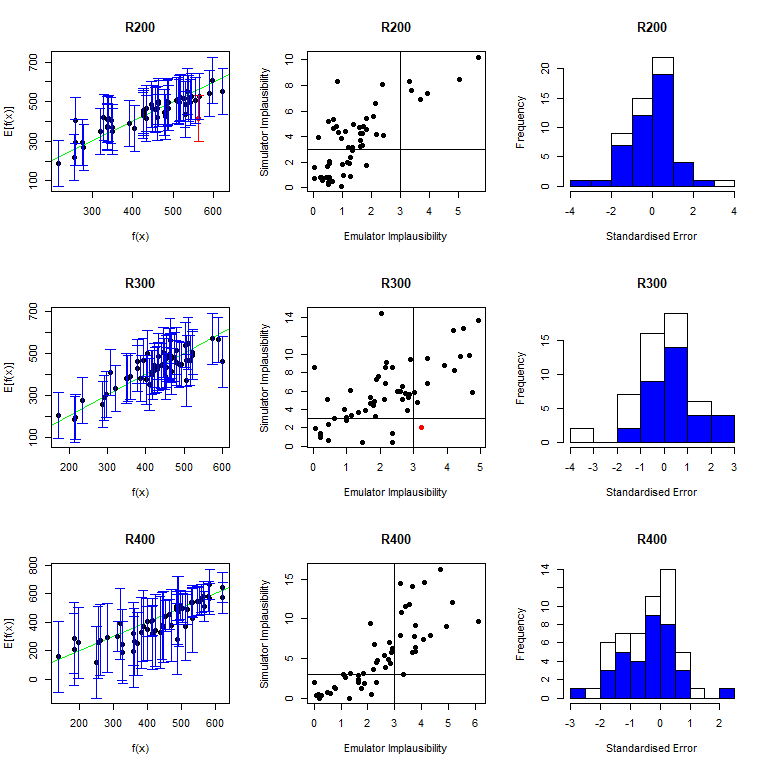 R200
R200
R200
E[f(x)]
100 300 500 700
300 400 500 600
f(x)
Simulator Implausibility
0 2 4 6 8 10
0 1 2 3 4 5
Emulator Implausibility
Frequency
0 5 10 15 20
-4 -2 0 2 4
Standardised Error
R300
R300
R300
E[f(x)]
100 300 500 700
200 300 400 500 600
f(x)
Simulator Implausibility
0 2 4 6 8 10 14
0 1 2 3 4 5
Emulator Implausibility
Frequency
0 5 10 15
-4 -3 -2 -1 0 1 2 3
Standardised Error
R400
R400
R400
E[f(x)]
0 200 400 600 800
200 300 400 500 600
f(x)
Simulator Implausibility
0 5 10 15
0 1 2 3 4 5 6
Emulator Implausibility
Frequency
0 2 4 6 8 10 14
-3 -2 -1 0 1 2
Standardised Error